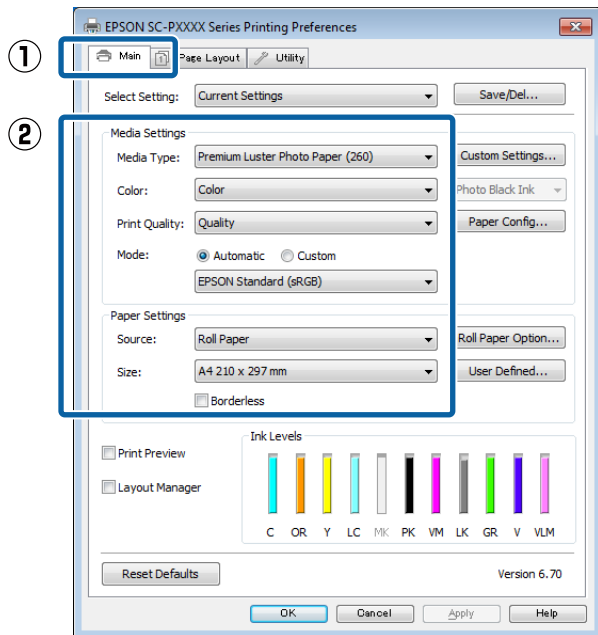 EPSON SC-PXXXX Series Printing Preferences
① Main Page Layout Utility
Select Setting: Current Settings Save/Del...
②
Media Settings
Media Type: Premium Luster Photo Paper (260) Custom Settings...
Color: Color Photo Black Ink
Print Quality: Quality Paper Config...
Mode: Automatic Custom
EPSON Standard (sRGB)
Paper Settings
Source: Roll Paper Roll Paper Option...
Size: A4 210 x 297 mm User Defined...
Borderless
Ink Levels
Print Preview
Layout Manager
C OR Y LC MK PK VM LK GR V VLM
Reset Defaults Version 6.70
OK Cancel Apply Help